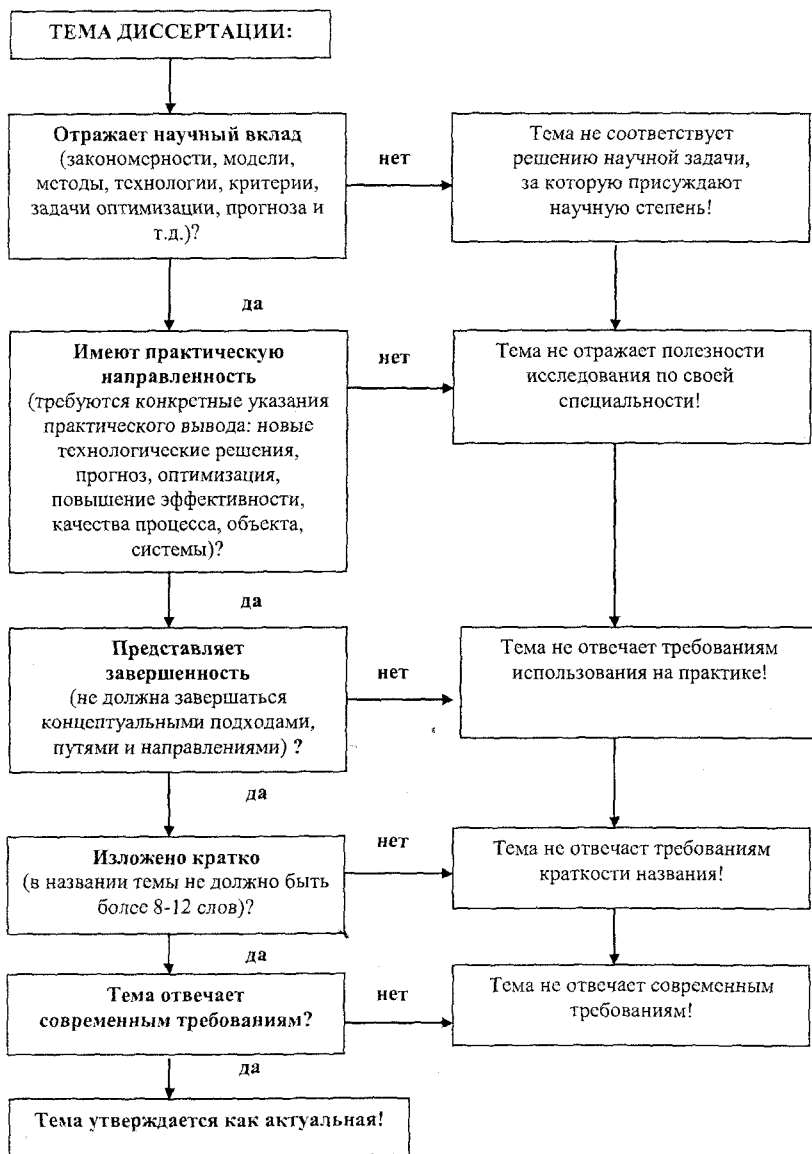 ТЕМА ДИССЕРТАЦИИ:
Отражает научный вклад
(закономерности, модели,
методы, технологии, критерии,
задачи оптимизации, прогноза и
т.д.)?
нет
Тема не соответствует
решению научной задачи,
за которую присуждают
научную степень!
да
Имеют практическую
направленность
(требуются конкретные указания
практического вывода: новые
технологические решения,
прогноз, оптимизация,
повышение эффективности,
качества процесса, объекта,
системы)?
нет
Тема не отражает полезности
исследования по своей
специальности!
да
Представляет
завершенность
(не должна завершаться
концептуальными подходами,
путями и направлениями) ?
нет
Тема не отвечает требованиям
использования на практике!
да
Изложено кратко
(в названии темы не должно быть
более 8-12 слов)?
нет
Тема не отвечает требованиям
краткости названия!
да
Тема отвечает
современным требованиям?
нет
Тема не отвечает современным
требованиям!
да
Тема утверждается как актуальная!